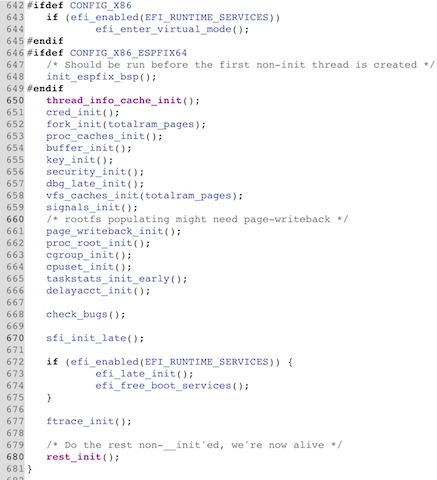 642 #ifdef CONFIG_X86
643 if (efi_enabled(EFI_RUNTIME_SERVICES))
644 efi_enter_virtual_mode();
645 #endif
646 #ifdef CONFIG_X86_ESPFIX64
647 /* Should be run before the first non-init thread is created */
648 init_espfix_bsp();
649 #endif
650 thread_info_cache_init();
651 cred_init();
652 fork_init(totalram_pages);
653 proc_caches_init();
654 buffer_init();
655 key_init();
656 security_init();
657 dbg_late_init();
658 vfs_caches_init(totalram_pages);
659 signals_init();
660 /* rootfs populating might need page-writeback */
661 page_writeback_init();
662 proc_root_init();
663 cgroup_init();
664 cpuset_init();
665 taskstats_init_early();
666 delayacct_init();
667
668 check_bugs();
669
670 sfi_init_late();
671
672 if (efi_enabled(EFI_RUNTIME_SERVICES)) {
673 efi_late_init();
674 efi_free_boot_services();
675 }
676
677 ftrace_init();
678
679 /* Do the rest non-__init'ed, we're now alive */
680 rest_init();
681 }